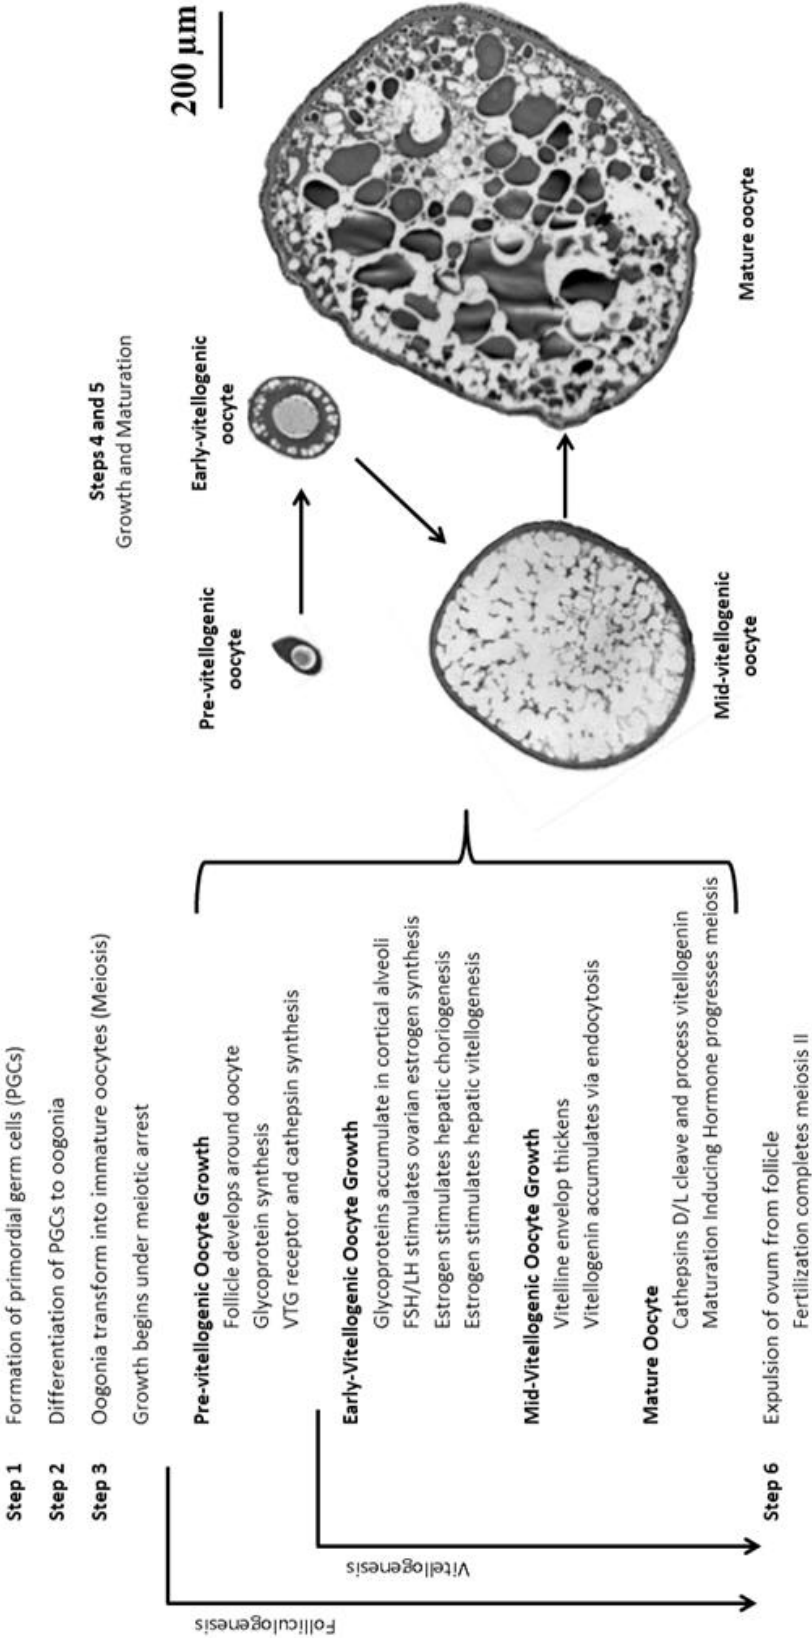 Step 1 Formation of primordial germ cells (PGCs)
Step 2 Differentiation of PGCs to oogonia
Step 3 Oogonia transform into immature oocytes (Meiosis)
Growth begins under meiotic arrest
Pre-vitellogenic Oocyte Growth
Follicle develops around oocyte
Glycoprotein synthesis
VTG receptor and cathepsin synthesis
Early-Vitellogenic Oocyte Growth
Glycoproteins accumulate in cortical alveoli
FSH/LH stimulates ovarian estrogen synthesis
Estrogen stimulates hepatic choriogenesis
Estrogen stimulates hepatic vitellogenesis
Mid-Vitellogenic Oocyte Growth
Vitelline envelop thickens
Vitellogenin accumulates via endocytosis
Mature Oocyte
Cathepsins D/L cleave and process vitellogenin
Maturation Inducing Hormone progresses meiosis
Step 6 Expulsion of ovum from follicle
Fertilization completes meiosis II
Folliculogenesis
Vitellogenesis
Steps 4 and 5
Growth and Maturation
Pre-vitellogenic
oocyte
Early-vitellogenic
oocyte
200 µm
Mid-vitellogenic
oocyte
Mature oocyte